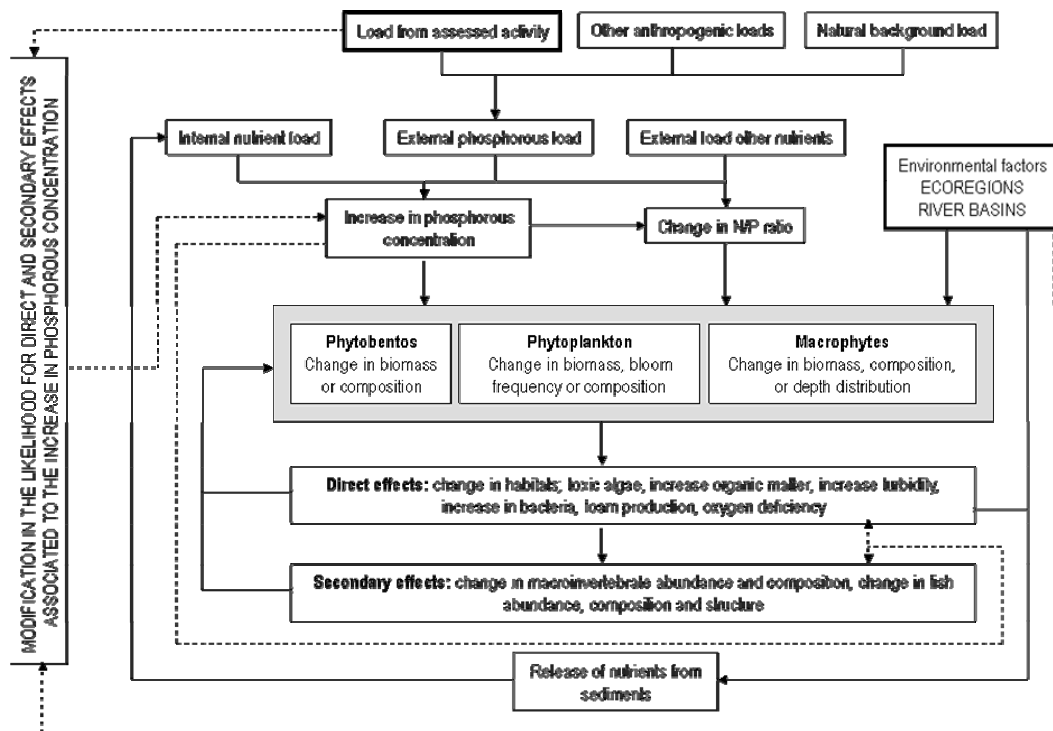 Load from assessed activity
Other anthropogenic loads
Natural background load
MODIFICATION IN THE LIKELIHOOD FOR DIRECT AND SECONDARY EFFECTS
ASSOCIATED TO THE INCREASE IN PHOSPHOROUS CONCENTRATION
Internal nutrient load
External phosphorous load
External load other nutrients
Environmental factors
ECOREGIONS
RIVER BASINS
Increase in phosphorous
concentration
Change in N/P ratio
Phytobentos
Change in biomass
or composition
Phytoplankton
Change in biomass, bloom
frequency or composition
Macrophytes
Change in biomass, composition,
or depth distribution
Direct effects: change in habitats, toxic algae, increase organic matter, increase turbidity,
increase in bacteria, foam production, oxygen deficiency
Secondary effects: change in macroinvertebrate abundance and composition, change in fish
abundance, composition and structure
Release of nutrients from
sediments